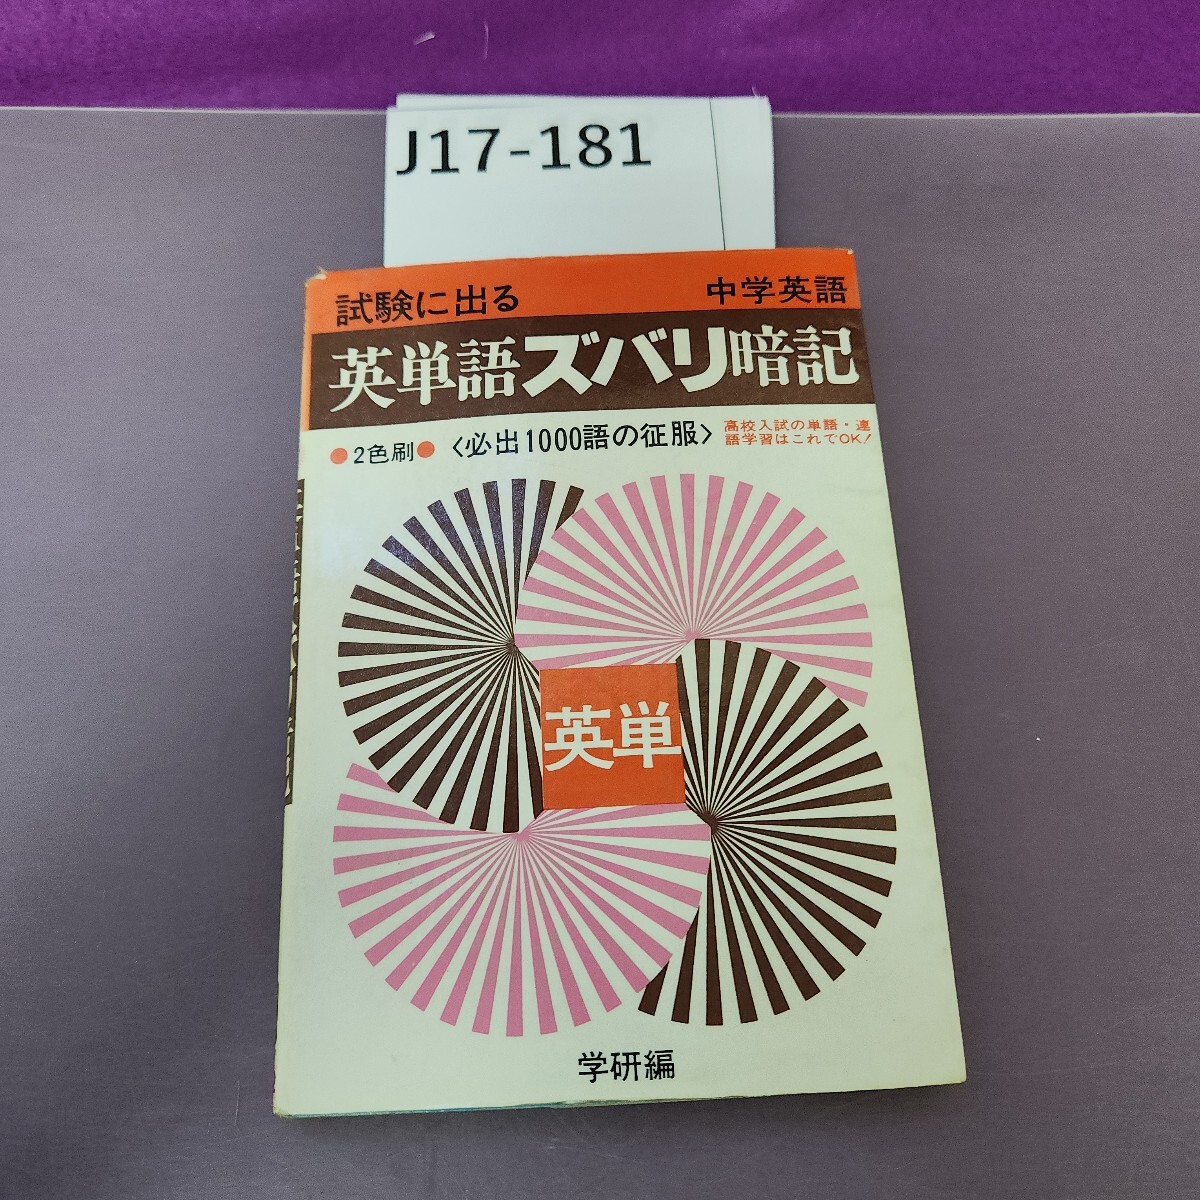 J17-181
試験に出る
中学英語
英単語ズバリ暗記
●2色刷●
〈必出1000語の征服〉
高校入試の単語・連
語学習はこれでOK!
英単
学研編